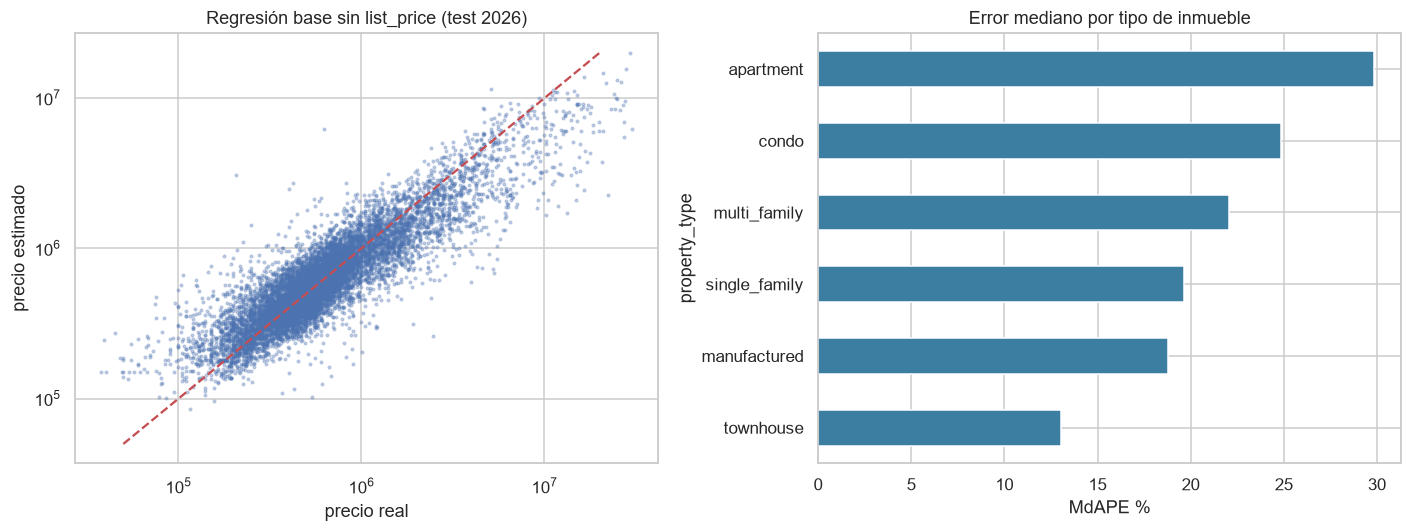 Regresión base sin list_price (test 2026)
10^7
10^6
10^5
precio estimado
10^5
10^6
10^7
precio real
Error mediano por tipo de inmueble
apartment
condo
multi_family
single_family
manufactured
townhouse
property_type
0
5
10
15
20
25
30
MdAPE %